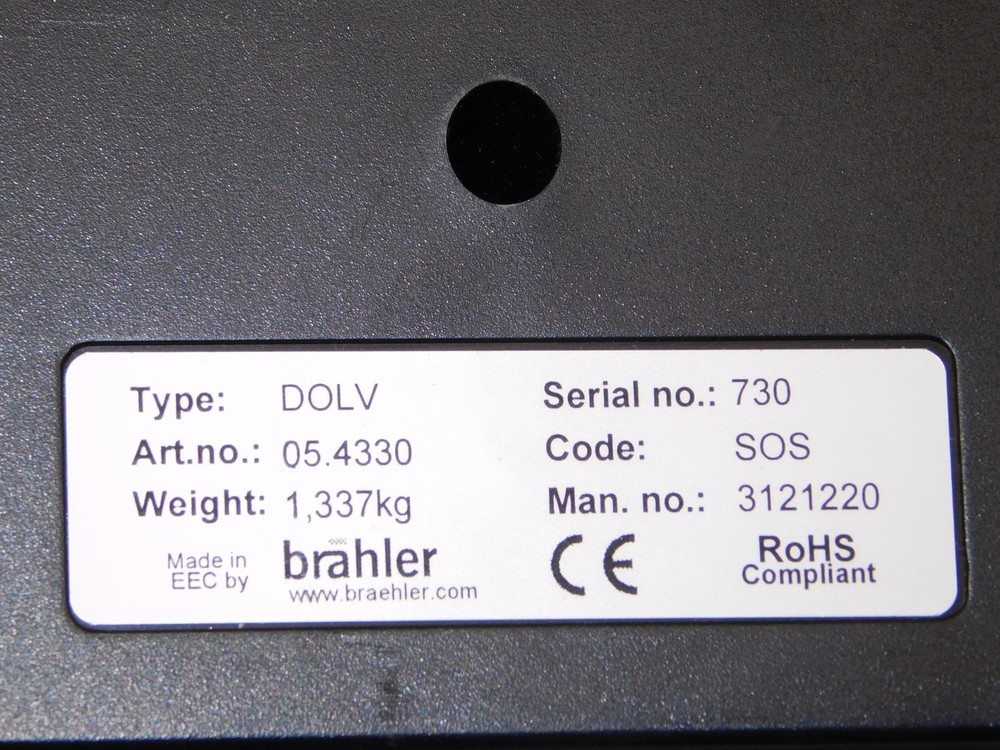 Type: DOLV Serial no.: 730
Art.no.: 05.4330 Code: SOS
Weight: 1,337kg Man. no.: 3121220
Made in EEC by brähler www.braehler.com CE RoHS Compliant